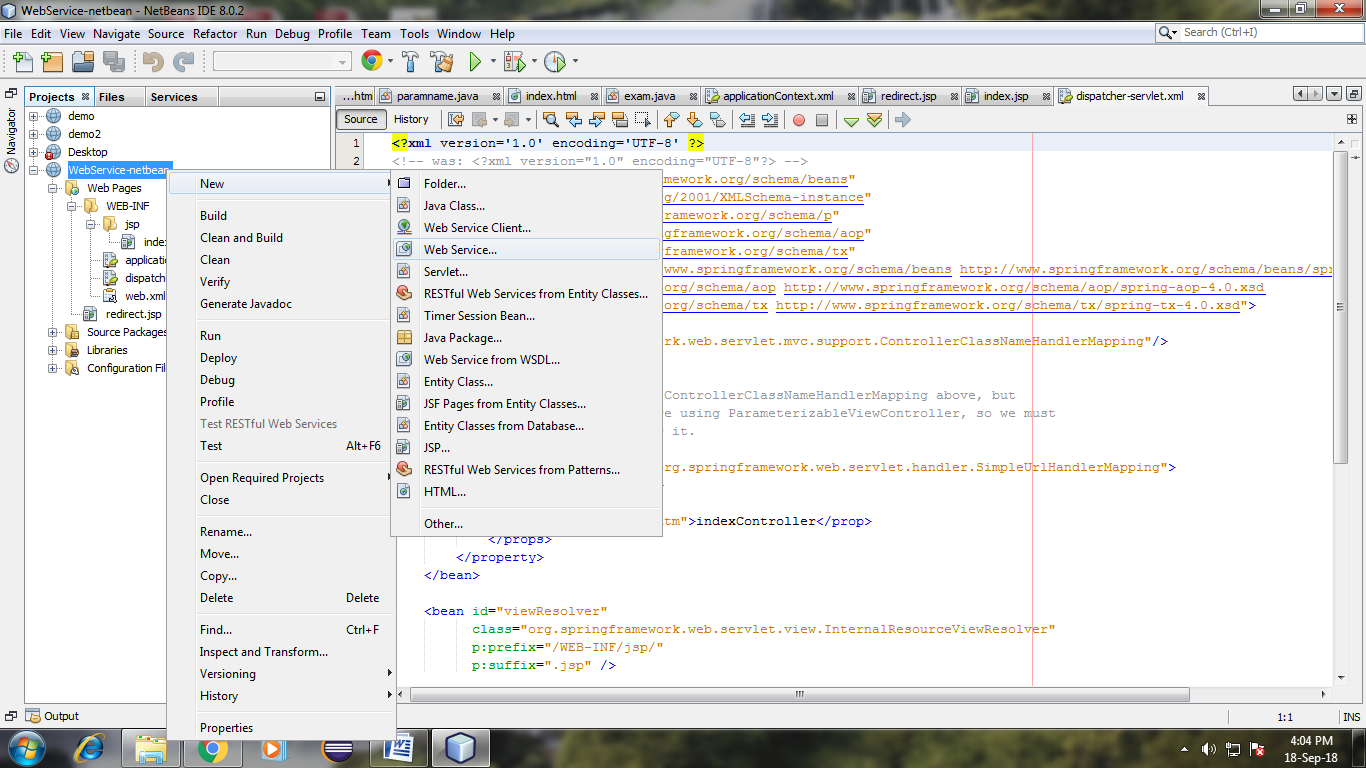 WebService-netbean - NetBeans IDE 8.0.2
File Edit View Navigate Source Refactor Run Debug Profile Team Tools Window Help
Search (Ctrl+I)
Navigator
Projects Files Services
demo
demo2
Desktop
WebService-netbean
Web Pages
WEB-INF
jsp
inde
applicatio
dispatche
web.xml
redirect.jsp
Source Packages
Libraries
Configuration Fil
New
Build
Clean and Build
Clean
Verify
Generate Javadoc
Run
Deploy
Debug
Profile
Test RESTful Web Services
Test Alt+F6
Open Required Projects
Close
Rename...
Move...
Copy...
Delete Delete
Find... Ctrl+F
Inspect and Transform...
Versioning
History
Properties
Folder...
Java Class...
Web Service Client...
Web Service...
Servlet...
RESTful Web Services from Entity Classes...
Timer Session Bean...
Java Package...
Web Service from WSDL...
Entity Class...
JSF Pages from Entity Classes...
Entity Classes from Database...
JSP...
RESTful Web Services from Patterns...
HTML...
Other...
...htm paramname.java index.html exam.java applicationContext.xml redirect.jsp index.jsp dispatcher-servlet.xml
Source History
1 <?xml version='1.0' encoding='UTF-8' ?>
2 <!-- was: <?xml version="1.0" encoding="UTF-8"?> -->
ramework.org/schema/beans"
g/2001/XMLSchema-instance"
ramework.org/schema/p"
gframework.org/schema/aop"
framework.org/schema/tx"
www.springframework.org/schema/beans http://www.springframework.org/schema/beans/spr
org/schema/aop http://www.springframework.org/schema/aop/spring-aop-4.0.xsd
org/schema/tx http://www.springframework.org/schema/tx/spring-tx-4.0.xsd">
rk.web.servlet.mvc.support.ControllerClassNameHandlerMapping"/>
ControllerClassNameHandlerMapping above, but
e using ParameterizableViewController, so we must
it.
rg.springframework.web.servlet.handler.SimpleUrlHandlerMapping">
tm">indexController</prop>
</props>
</property>
</bean>
<bean id="viewResolver"
class="org.springframework.web.servlet.view.InternalResourceViewResolver"
p:prefix="/WEB-INF/jsp/"
p:suffix=".jsp" />
Output
1:1 INS
4:04 PM
18-Sep-18